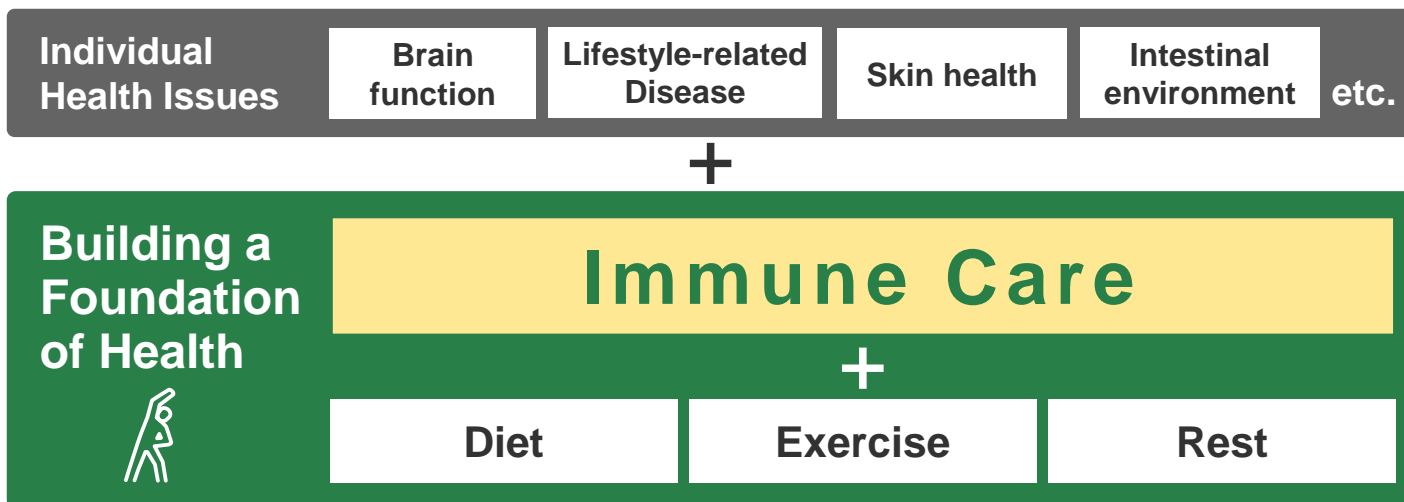 Individual
Health Issues
Brain
function
Lifestyle-related
Disease
Skin health
Intestinal
environment
etc.
+
Building a
Foundation
of Health
Immune Care
+
Diet
Exercise
Rest